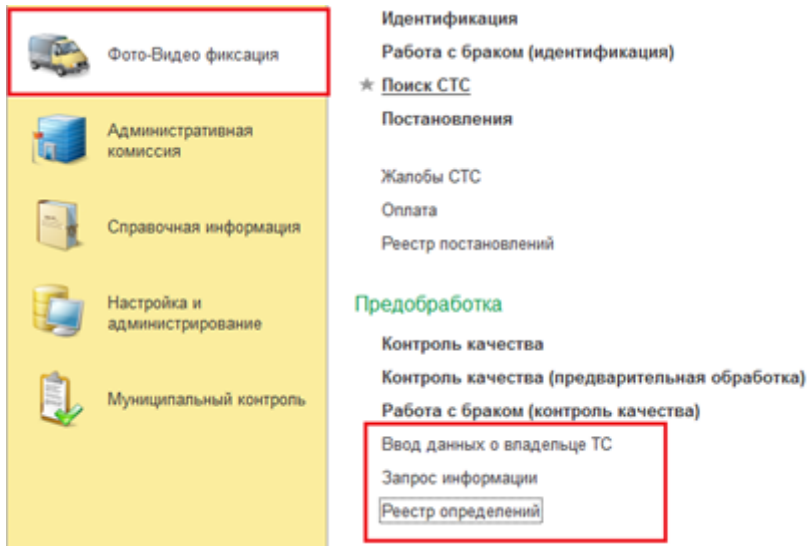 Фото-Видео фиксация
Административная
комиссия
Справочная информация
Настройка и
администрирование
Муниципальный контроль
Идентификация
Работа с браком (идентификация)
Поиск СТС
Постановления
Жалобы СТС
Оплата
Реестр постановлений
Предобработка
Контроль качества
Контроль качества (предварительная обработка)
Работа с браком (контроль качества)
Ввод данных о владельце ТС
Запрос информации
Реестр определений